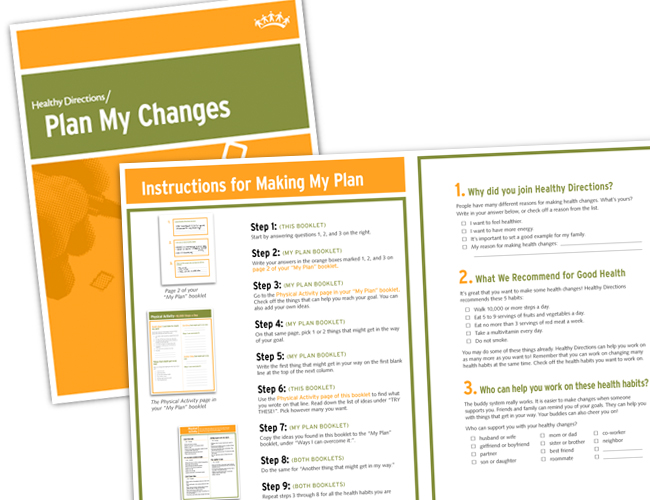 Healthy Directions/
Plan My Changes
Instructions for Making My Plan
Page 2 of your
"My Plan" booklet
The Physical Activity page in
your "My Plan" booklet
Step 1: (THIS BOOKLET)
Start by answering questions 1, 2, and 3 on the right.
Step 2: (MY PLAN BOOKLET)
Write your answers in the orange boxes marked 1, 2, and 3 on
page 2 of your "My Plan" booklet.
Step 3: (MY PLAN BOOKLET)
Go to the Physical Activity page in your "My Plan" booklet.
Check off the things that can help you reach your goal. You can
also add your own ideas.
Step 4: (MY PLAN BOOKLET)
On that same page, pick 1 or 2 things that might get in the way
of your goal.
Step 5: (MY PLAN BOOKLET)
Write the first thing that might get in your way on the first blank
line at the top of the next column.
Step 6: (THIS BOOKLET)
Use the Physical Activity page of this booklet to find what
you wrote on that line. Read down the list of ideas under "TRY
THESE!". Pick however many you want.
Step 7: (MY PLAN BOOKLET)
Copy the ideas you found in this booklet to the "My Plan"
booklet, under "Ways I can overcome it.".
Step 8: (BOTH BOOKLETS)
Do the same for "Another thing that might get in my way."
Step 9: (BOTH BOOKLETS)
Repeat steps 3 through 8 for all the health habits you are
1. Why did you join Healthy Directions?
People have many different reasons for making health changes. What's yours?
Write in your answer below, or check off a reason from the list.
I want to feel healthier.
I want to have more energy.
It's important to set a good example for my family.
My reason for making health changes:
2. What We Recommend for Good Health
It's great that you want to make some health changes! Healthy Directions
recommends these 5 habits:
Walk 10,000 or more steps a day.
Eat 5 to 9 servings of fruits and vegetables a day.
Eat no more than 3 servings of red meat a week.
Take a multivitamin every day.
Do not smoke.
You may do some of these things already. Healthy Directions can help you work on
as many more as you want to! Remember that you can work on changing many
health habits at the same time. Check off the health habits you want to work on.
3. Who can help you work on these health habits?
The buddy system really works. It is easier to make changes when someone
supports you. Friends and family can remind you of your goals. They can help you
with things that get in your way. Your buddies can also cheer you on!
Who can support you with your healthy changes?
husband or wife mom or dad co-worker
girlfriend or boyfriend sister or brother neighbor
partner best friend
son or daughter roommate